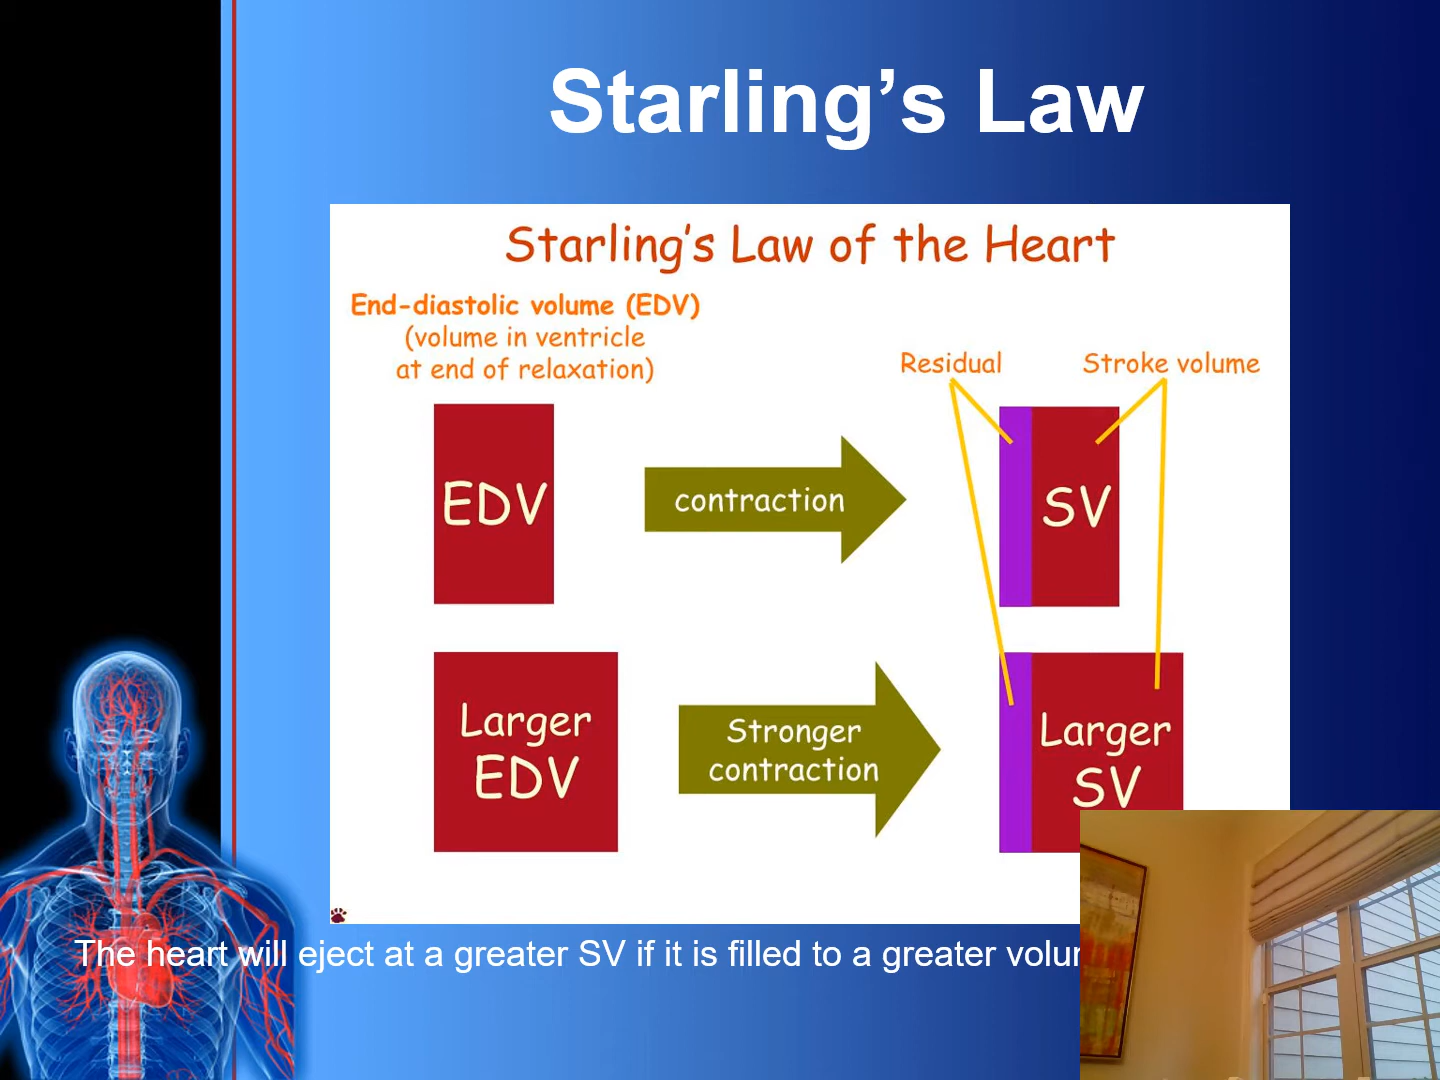 Starling’s Law
Starling’s Law of the Heart
End-diastolic volume (EDV)
(volume in ventricle
at end of relaxation)
Residual
Stroke volume
EDV
contraction
SV
Larger
EDV
Stronger
contraction
Larger
SV
The heart will eject at a greater SV if it is filled to a greater